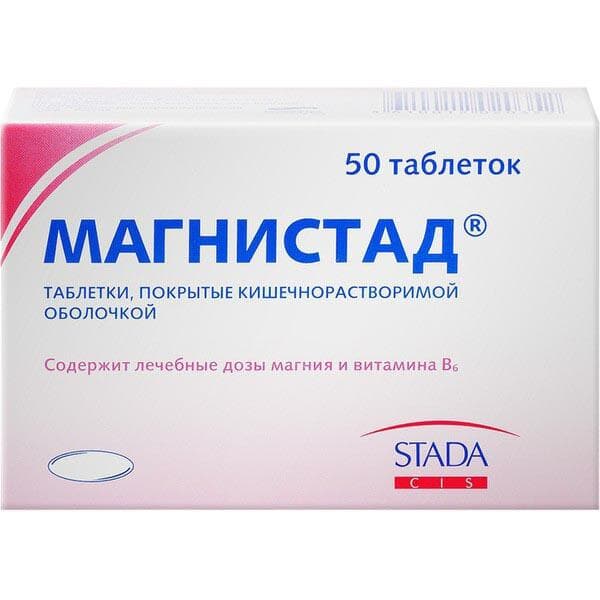 50 таблеток
МАГНИСТАД®
ТАБЛЕТКИ, ПОКРЫТЫЕ КИШЕЧНОРАСТВОРИМОЙ
ОБОЛОЧКОЙ
Содержит лечебные дозы магния и витамина B₆
STADA
CIS